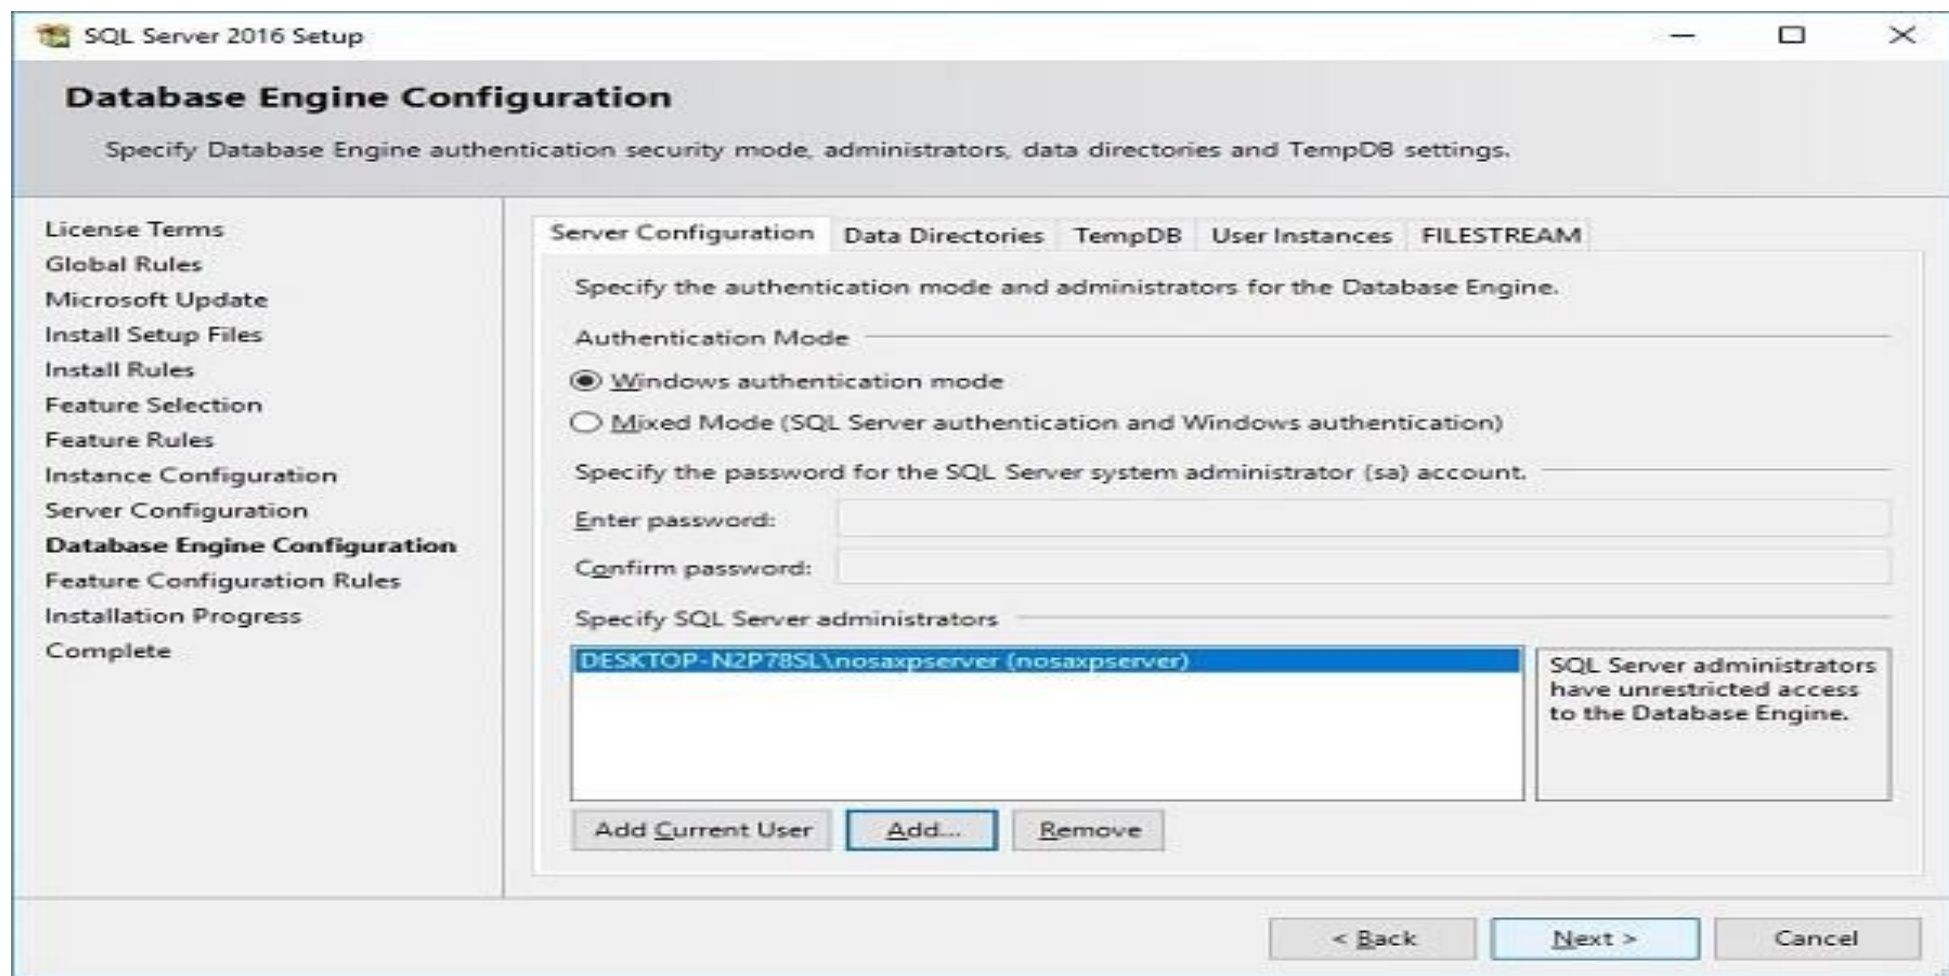 SQL Server 2016 Setup
Database Engine Configuration
Specify Database Engine authentication security mode, administrators, data directories and TempDB settings.
License Terms
Global Rules
Microsoft Update
Install Setup Files
Install Rules
Feature Selection
Feature Rules
Instance Configuration
Server Configuration
Database Engine Configuration
Feature Configuration Rules
Installation Progress
Complete
Server Configuration Data Directories TempDB User Instances FILESTREAM
Specify the authentication mode and administrators for the Database Engine.
Authentication Mode
Windows authentication mode
Mixed Mode (SQL Server authentication and Windows authentication)
Specify the password for the SQL Server system administrator (sa) account.
Enter password:
Confirm password:
Specify SQL Server administrators
DESKTOP-N2P78SL\nosaxpserver (nosaxpserver)
SQL Server administrators
have unrestricted access
to the Database Engine.
Add Current User Add... Remove
< Back Next > Cancel